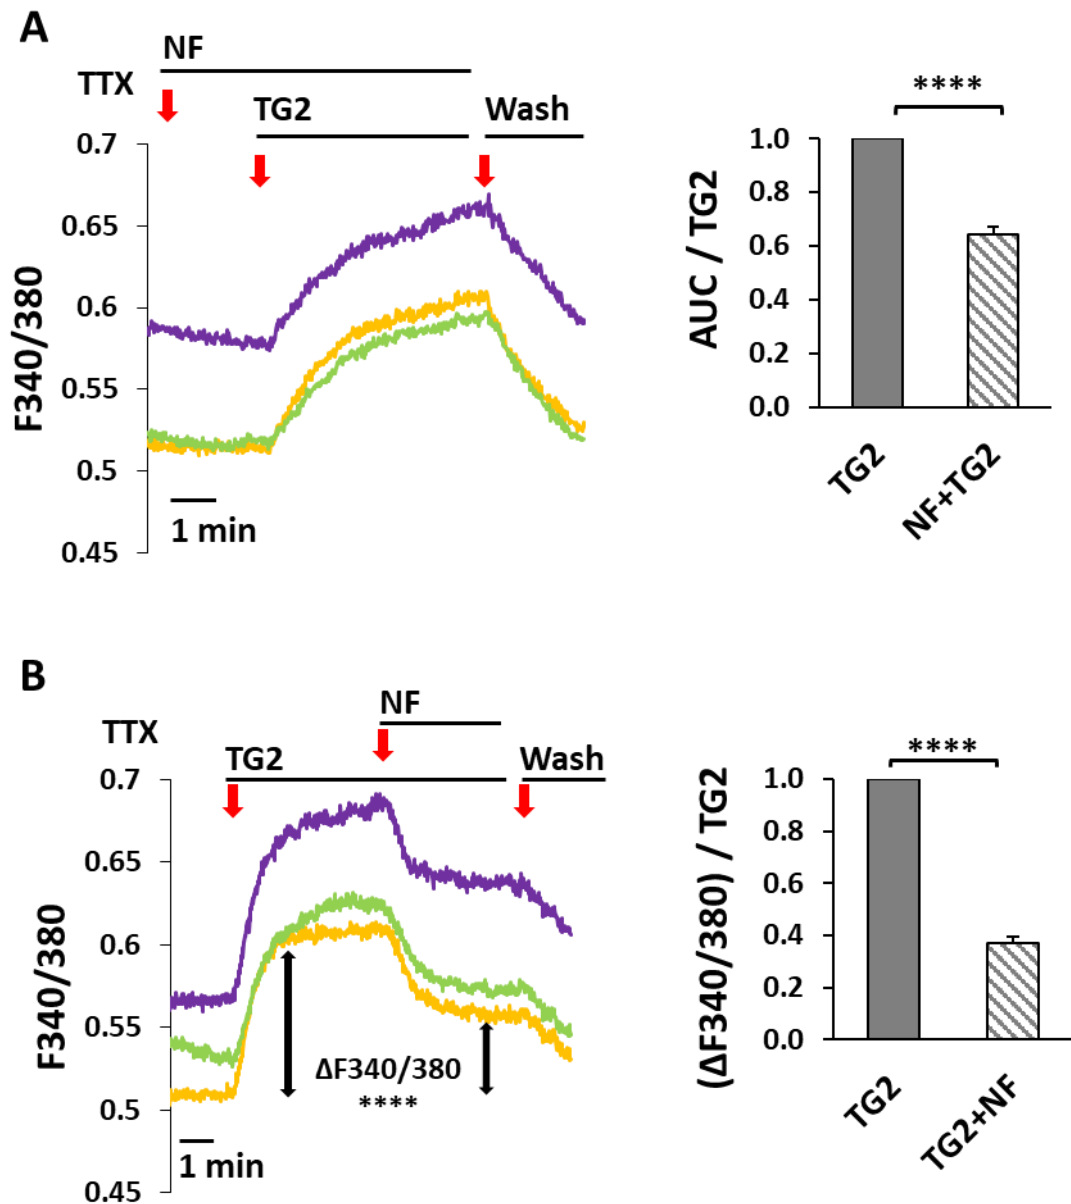 A
NF
TTX
TG2
Wash
0.7
0.65
0.6
0.55
0.5
0.45
F340/380
1 min
****
AUC / TG2
1.0
0.8
0.6
0.4
0.2
0.0
TG2
NF+TG2
B
NF
TTX
TG2
Wash
0.7
0.65
0.6
0.55
0.5
0.45
F340/380
ΔF340/380
****
1 min
****
(ΔF340/380) / TG2
1.0
0.8
0.6
0.4
0.2
0.0
TG2
TG2+NF